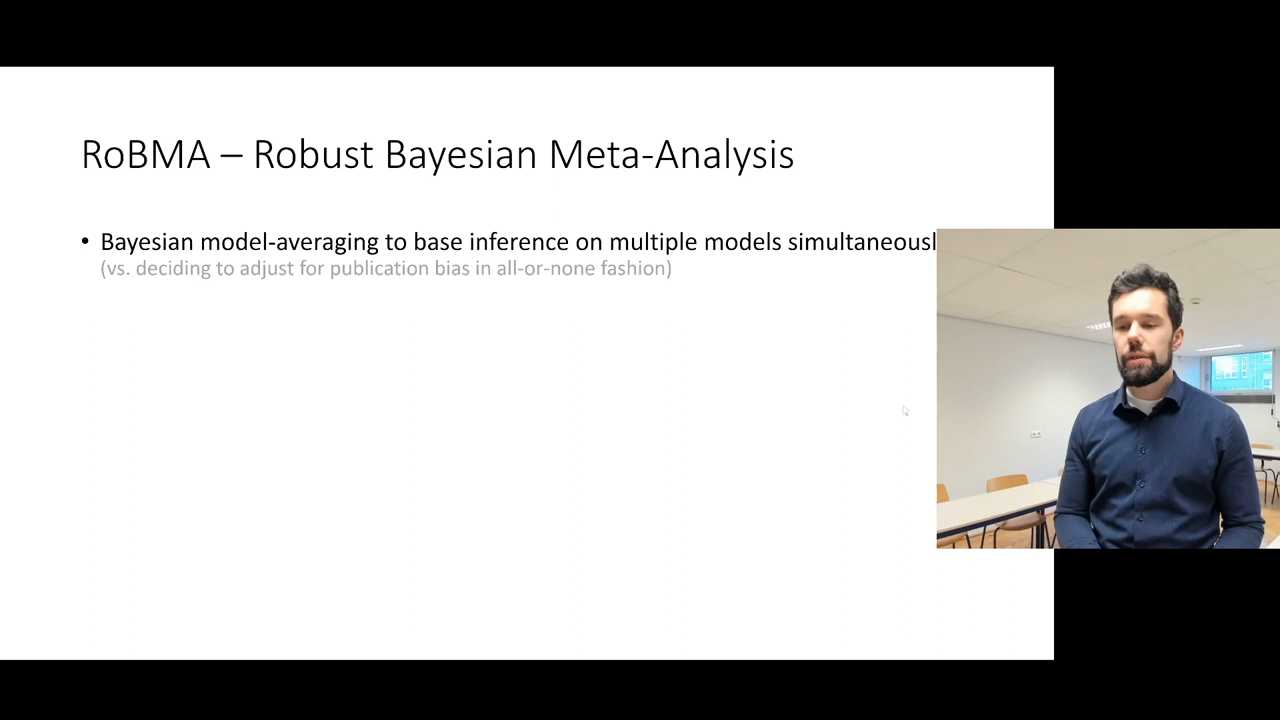 RoBMA – Robust Bayesian Meta-Analysis
• Bayesian model-averaging to base inference on multiple models simultaneousl
(vs. deciding to adjust for publication bias in all-or-none fashion)